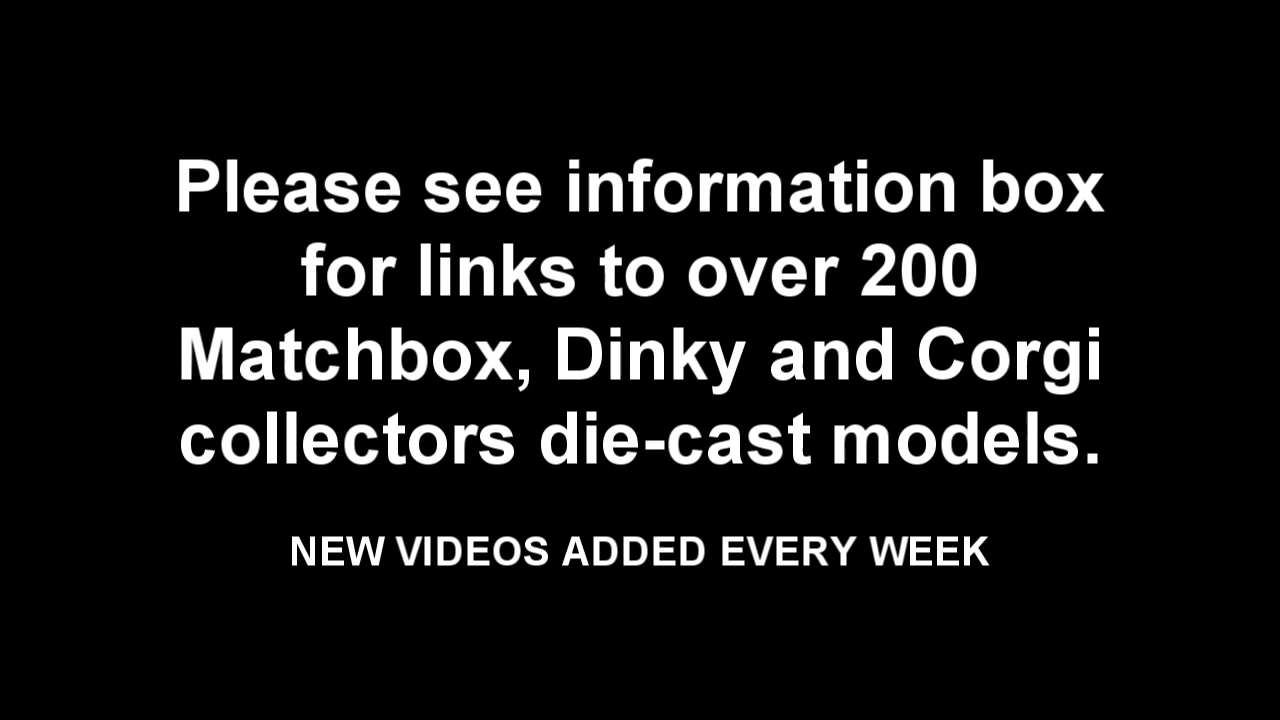 Please see information box
for links to over 200
Matchbox, Dinky and Corgi
collectors die-cast models.
NEW VIDEOS ADDED EVERY WEEK